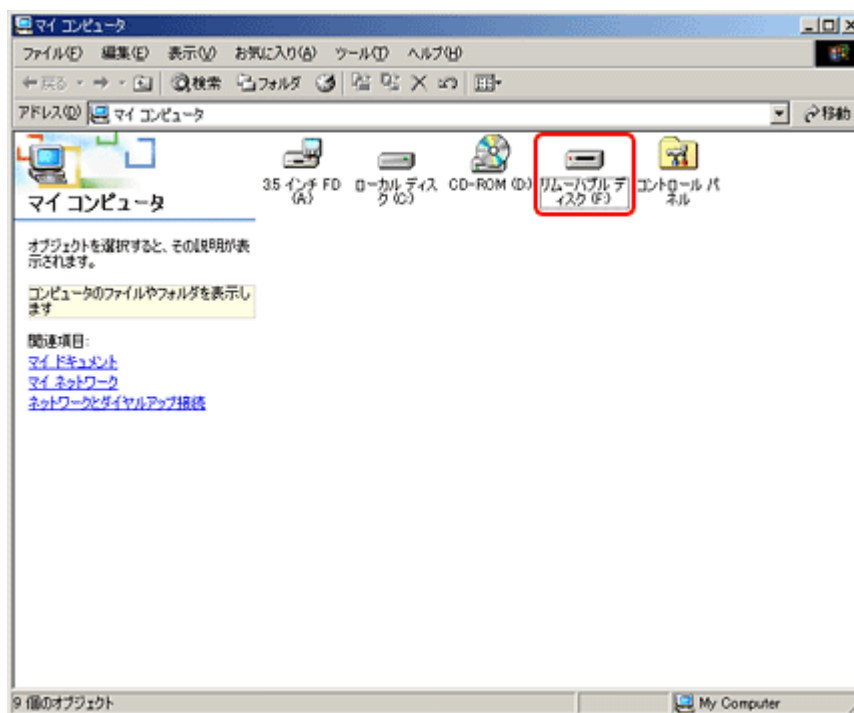 マイ コンピュータ
ファイル(F) 編集(E) 表示(V) お気に入り(A) ツール(T) ヘルプ(H)
戻る 検索 フォルダ
アドレス(D) マイ コンピュータ 移動
マイ コンピュータ
オブジェクトを選択すると、その説明が表
示されます。
コンピュータのファイルやフォルダを表示し
ます
関連項目:
マイ ドキュメント
マイ ネットワーク
ネットワークとダイヤルアップ接続
3.5 インチ FD
(A:)
ローカル ディス
ク (C:)
CD-ROM (D:)
リムーバブル デ
ィスク (F:)
コントロール パ
ネル
9 個のオブジェクト
My Computer